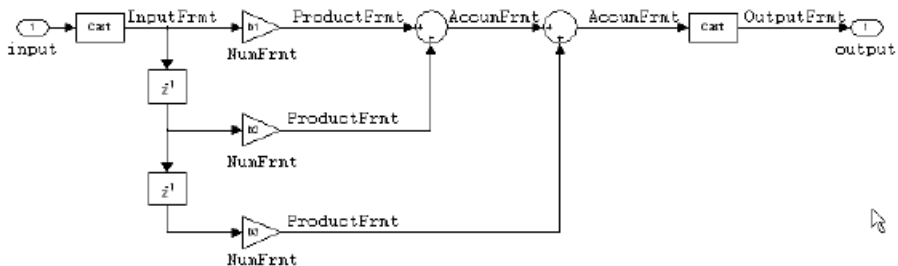 InputFrmt ProductFrmt AccumFrmt AccumFrmt OutputFrmt
1 Cast b1 Cast 1
input NumFrmt output
z-1
ProductFrmt
b2
NumFrmt
z-1
ProductFrmt
b3
NumFrmt